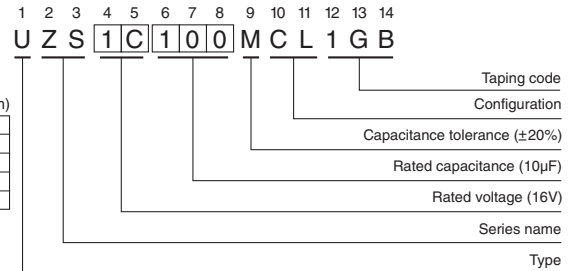 1 2 3 4 5 6 7 8 9 10 11 12 13 14
U Z S 1 C 1 0 0 M C L 1 G B
Taping code
m)
Configuration
Capacitance tolerance (±20%)
Rated capacitance (10µF)
Rated voltage (16V)
Series name
Type